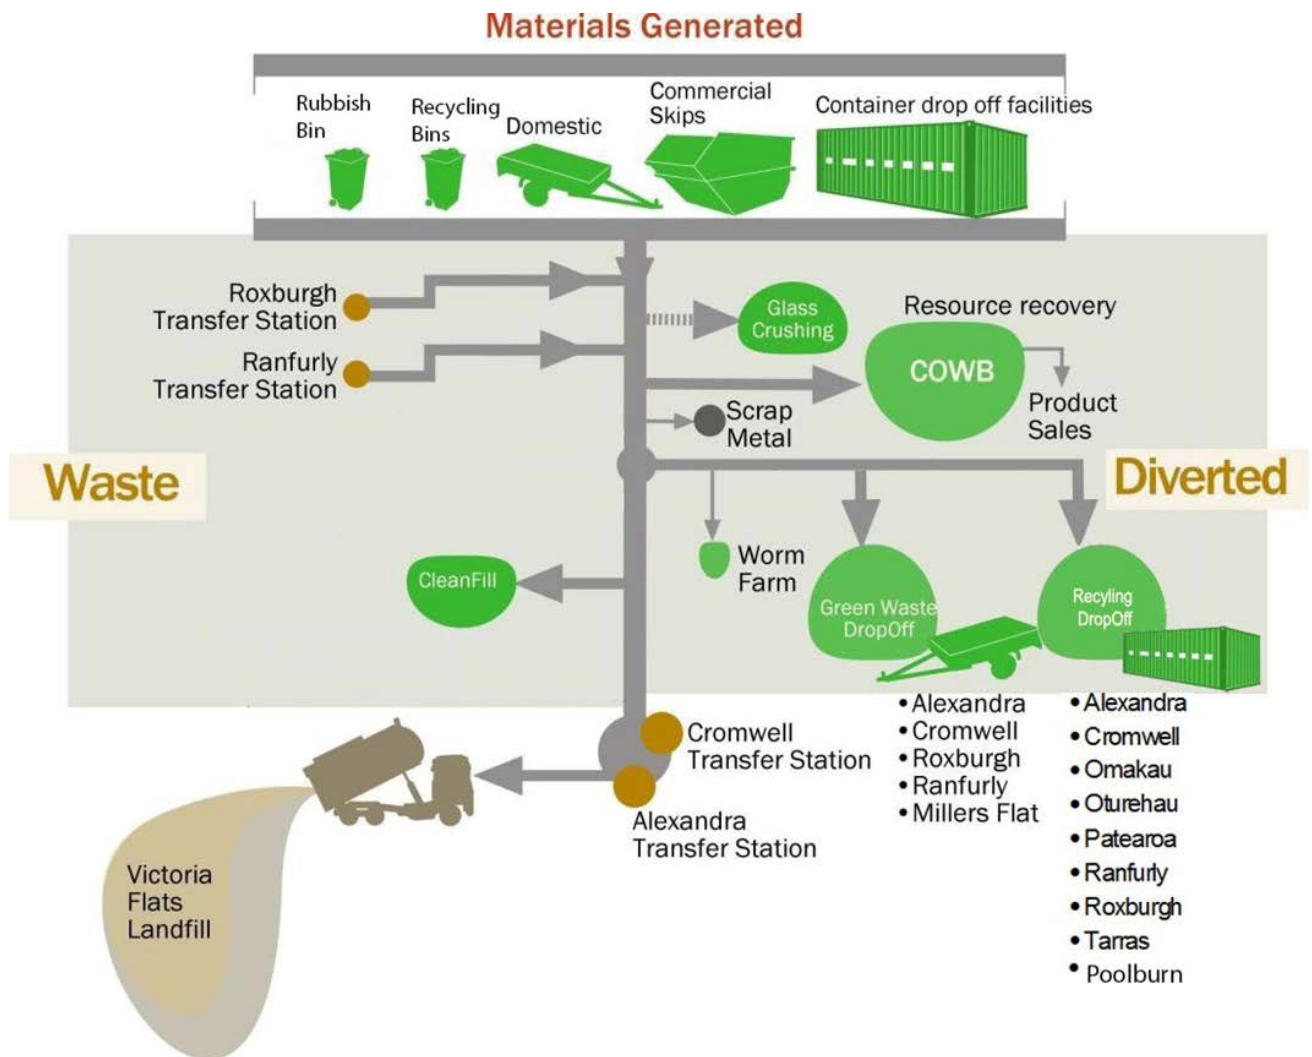 Materials Generated
Rubbish
Bin
Recycling
Bins
Domestic
Commercial
Skips
Container drop off facilities
Roxburgh
Transfer Station
Ranfurly
Transfer Station
Glass
Crushing
Resource recovery
COWB
Product
Sales
Scrap
Metal
Waste
Diverted
Worm
Farm
CleanFill
Green Waste
DropOff
Recyling
DropOff
Cromwell
Transfer Station
Alexandra
Transfer Station
• Alexandra
• Cromwell
• Roxburgh
• Ranfurly
• Millers Flat
• Alexandra
• Cromwell
• Omakau
• Oturehau
• Patearoa
• Ranfurly
• Roxburgh
• Tarras
• Poolburn
Victoria
Flats
Landfill